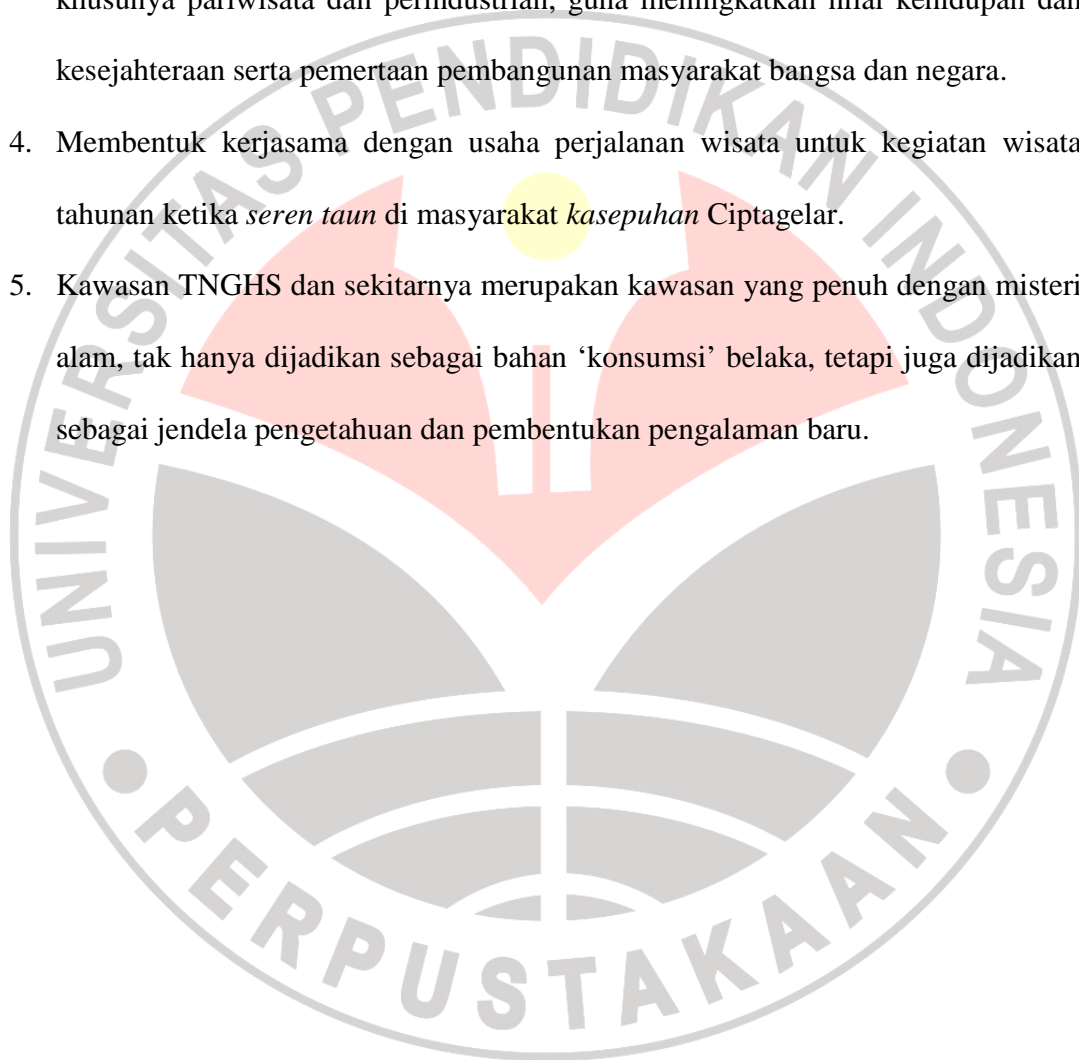 khusunya pariwisata dan perindustrian, guna meningkatkan nilai kehidupan dan
kesejahteraan serta pemertaan pembangunan masyarakat bangsa dan negara.
4. Membentuk kerjasama dengan usaha perjalanan wisata untuk kegiatan wisata
tahunan ketika seren taun di masyarakat kasepuhan Ciptagelar.
5. Kawasan TNGHS dan sekitarnya merupakan kawasan yang penuh dengan misteri
alam, tak hanya dijadikan sebagai bahan ‘konsumsi’ belaka, tetapi juga dijadikan
sebagai jendela pengetahuan dan pembentukan pengalaman baru.
UNIVERSITAS PENDIDIKAN INDONESIA
PERPUSTAKAAN